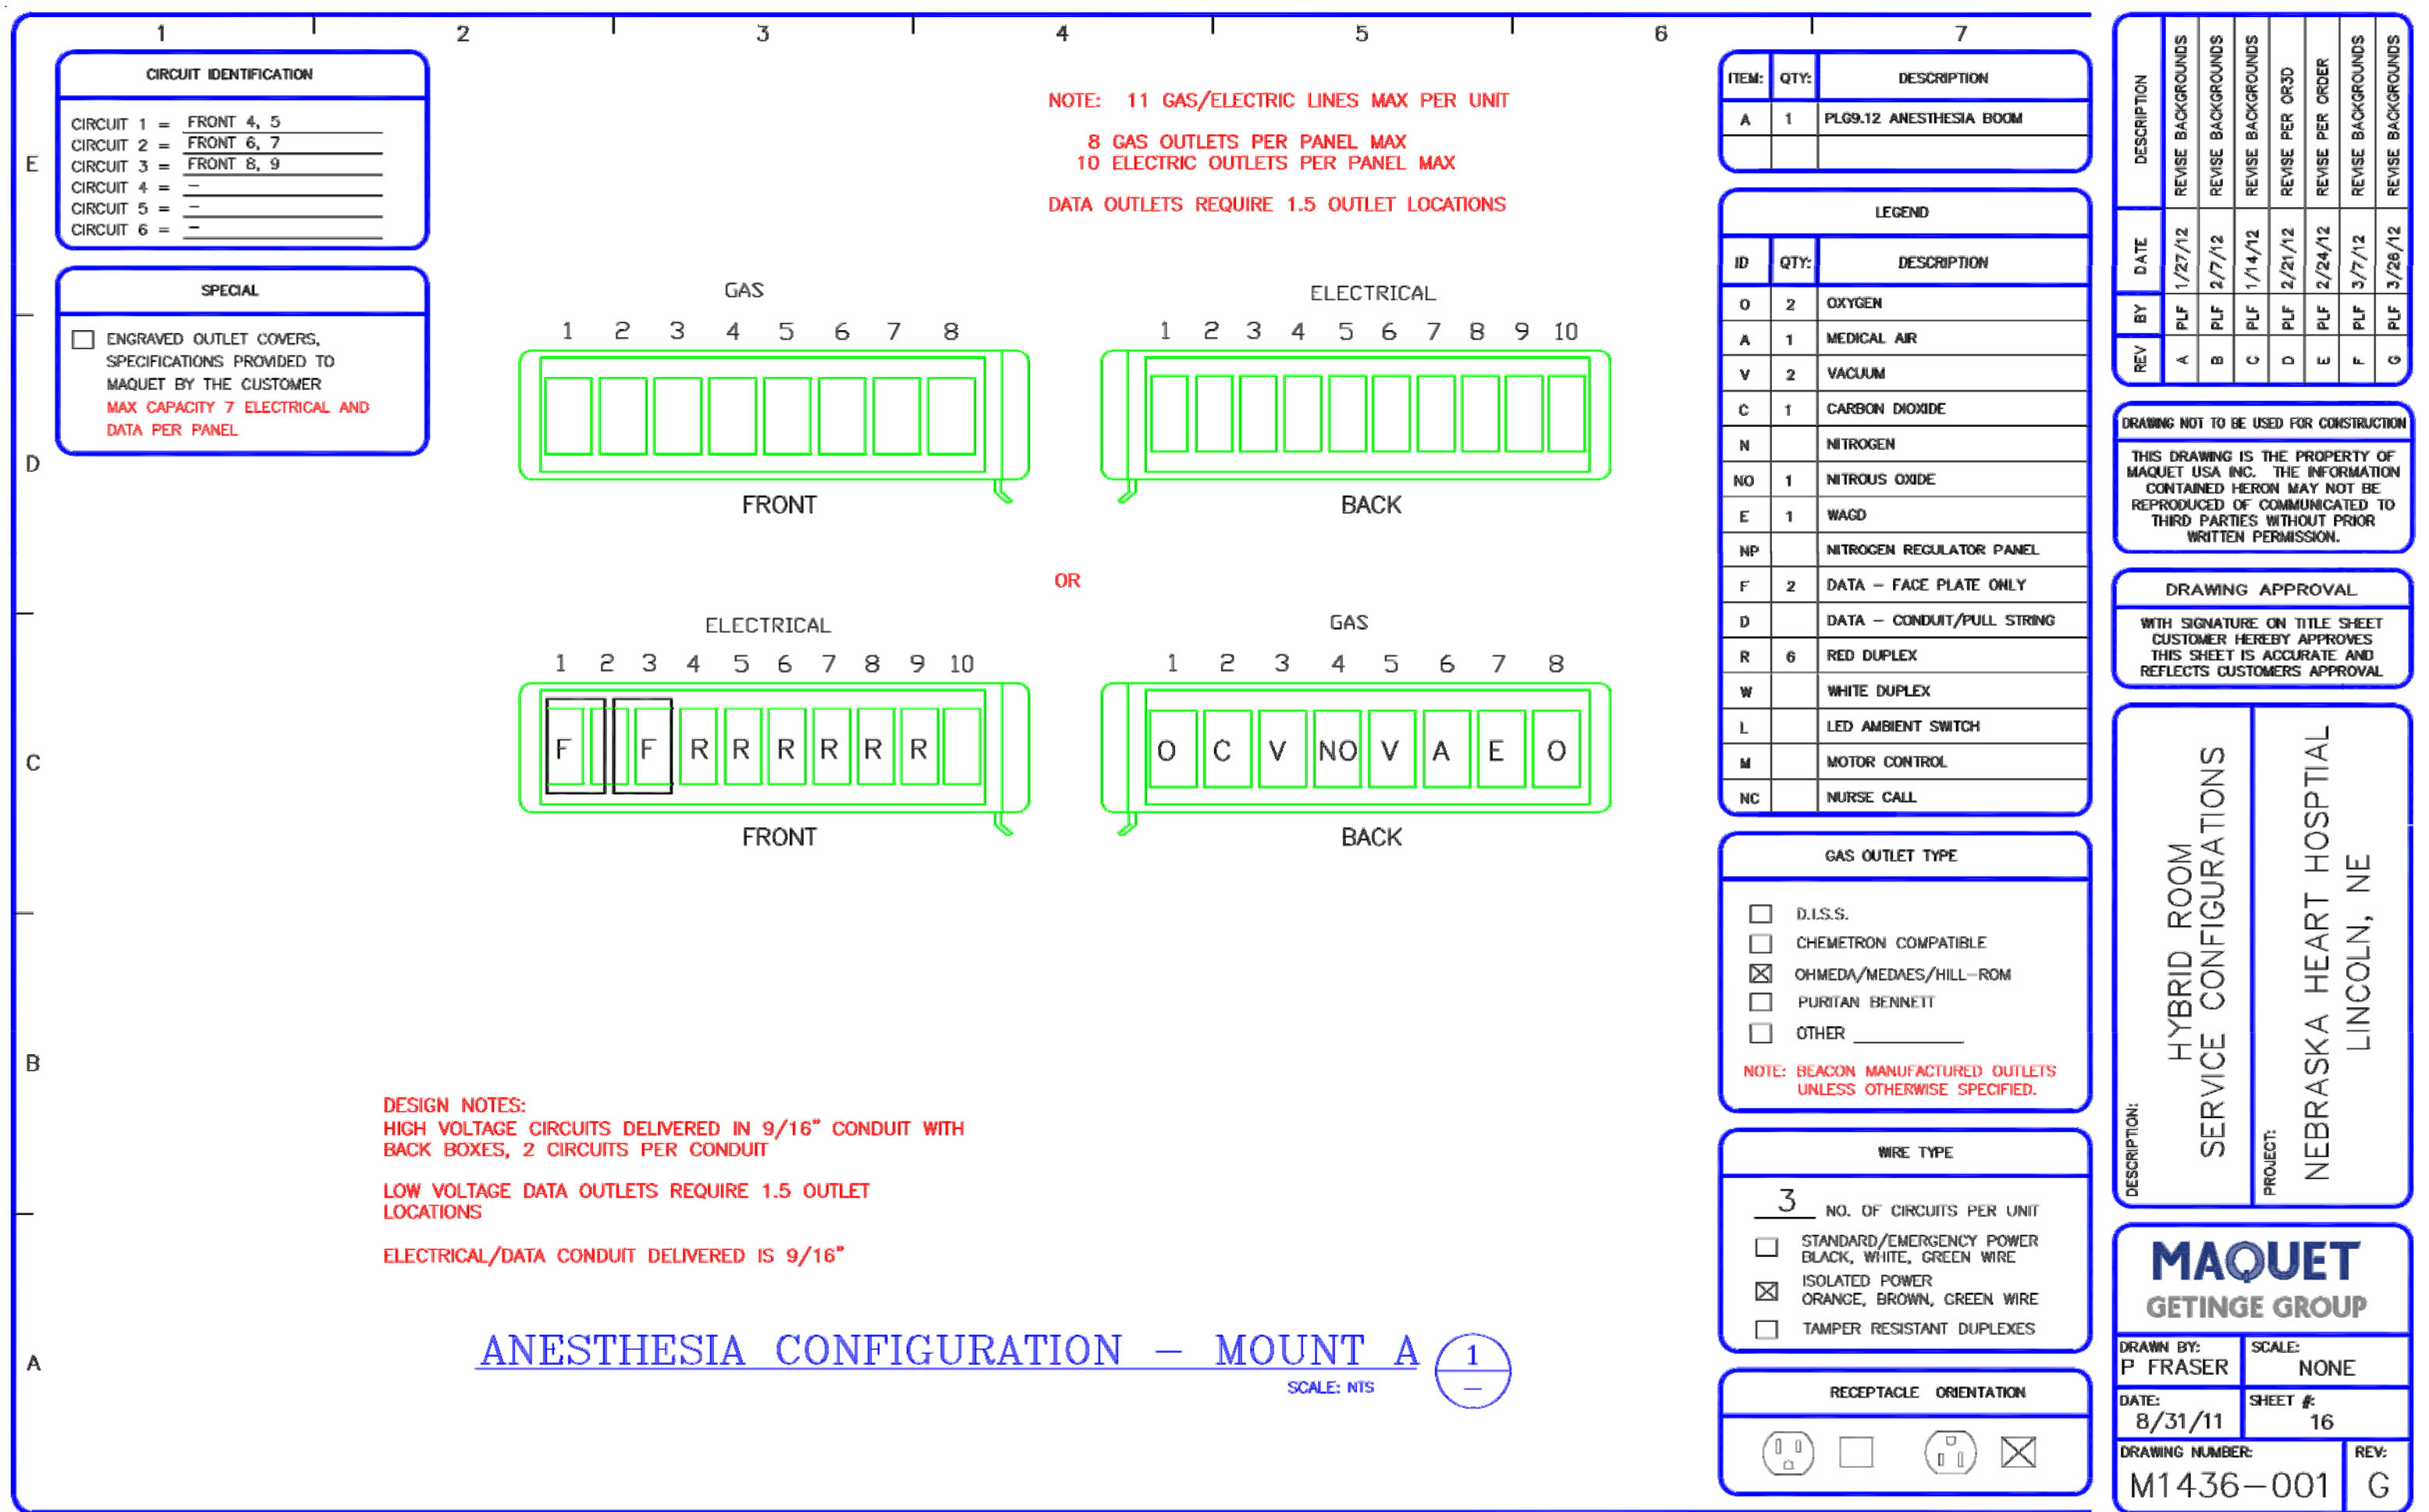 1 2 3 4 5 6 7
E
D
C
B
A
CIRCUIT IDENTIFICATION
CIRCUIT 1 = FRONT 4, 5
CIRCUIT 2 = FRONT 6, 7
CIRCUIT 3 = FRONT 8, 9
CIRCUIT 4 = -
CIRCUIT 5 = -
CIRCUIT 6 = -
SPECIAL
ENGRAVED OUTLET COVERS,
SPECIFICATIONS PROVIDED TO
MAQUET BY THE CUSTOMER
MAX CAPACITY 7 ELECTRICAL AND
DATA PER PANEL
NOTE: 11 GAS/ELECTRIC LINES MAX PER UNIT
8 GAS OUTLETS PER PANEL MAX
10 ELECTRIC OUTLETS PER PANEL MAX
DATA OUTLETS REQUIRE 1.5 OUTLET LOCATIONS
GAS
1 2 3 4 5 6 7 8
FRONT
ELECTRICAL
1 2 3 4 5 6 7 8 9 10
BACK
OR
ELECTRICAL
1 2 3 4 5 6 7 8 9 10
F F R R R R R R
FRONT
GAS
1 2 3 4 5 6 7 8
O C V NO V A E O
BACK
DESIGN NOTES:
HIGH VOLTAGE CIRCUITS DELIVERED IN 9/16" CONDUIT WITH
BACK BOXES, 2 CIRCUITS PER CONDUIT
LOW VOLTAGE DATA OUTLETS REQUIRE 1.5 OUTLET
LOCATIONS
ELECTRICAL/DATA CONDUIT DELIVERED IS 9/16"
ANESTHESIA CONFIGURATION - MOUNT A 1
-
SCALE: NTS
ITEM: QTY: DESCRIPTION
A 1 PLG9.12 ANESTHESIA BOOM
LEGEND
ID QTY: DESCRIPTION
O 2 OXYGEN
A 1 MEDICAL AIR
V 2 VACUUM
C 1 CARBON DIOXIDE
N NITROGEN
NO 1 NITROUS OXIDE
E 1 WAGD
NP NITROGEN REGULATOR PANEL
F 2 DATA - FACE PLATE ONLY
D DATA - CONDUIT/PULL STRING
R 6 RED DUPLEX
W WHITE DUPLEX
L LED AMBIENT SWITCH
M MOTOR CONTROL
NC NURSE CALL
GAS OUTLET TYPE
D.I.S.S.
CHEMETRON COMPATIBLE
OHMEDA/MEDAES/HILL-ROM
PURITAN BENNETT
OTHER
NOTE: BEACON MANUFACTURED OUTLETS
UNLESS OTHERWISE SPECIFIED.
WIRE TYPE
3 NO. OF CIRCUITS PER UNIT
STANDARD/EMERGENCY POWER
BLACK, WHITE, GREEN WIRE
ISOLATED POWER
ORANGE, BROWN, GREEN WIRE
TAMPER RESISTANT DUPLEXES
RECEPTACLE ORIENTATION
REV BY DATE DESCRIPTION
A PLF 1/27/12 REVISE BACKGROUNDS
B PLF 2/7/12 REVISE BACKGROUNDS
C PLF 1/14/12 REVISE BACKGROUNDS
D PLF 2/21/12 REVISE PER OR3D
E PLF 2/24/12 REVISE PER ORDER
F PLF 3/7/12 REVISE BACKGROUNDS
G PLF 3/26/12 REVISE BACKGROUNDS
DRAWING NOT TO BE USED FOR CONSTRUCTION
THIS DRAWING IS THE PROPERTY OF
MAQUET USA INC. THE INFORMATION
CONTAINED HERON MAY NOT BE
REPRODUCED OF COMMUNICATED TO
THIRD PARTIES WITHOUT PRIOR
WRITTEN PERMISSION.
DRAWING APPROVAL
WITH SIGNATURE ON TITLE SHEET
CUSTOMER HEREBY APPROVES
THIS SHEET IS ACCURATE AND
REFLECTS CUSTOMERS APPROVAL
DESCRIPTION:
HYBRID ROOM
SERVICE CONFIGURATIONS
PROJECT:
NEBRASKA HEART HOSPTIAL
LINCOLN, NE
MAQUET
GETINGE GROUP
DRAWN BY: SCALE:
P FRASER NONE
DATE: SHEET #:
8/31/11 16
DRAWING NUMBER: REV:
M1436-001 G